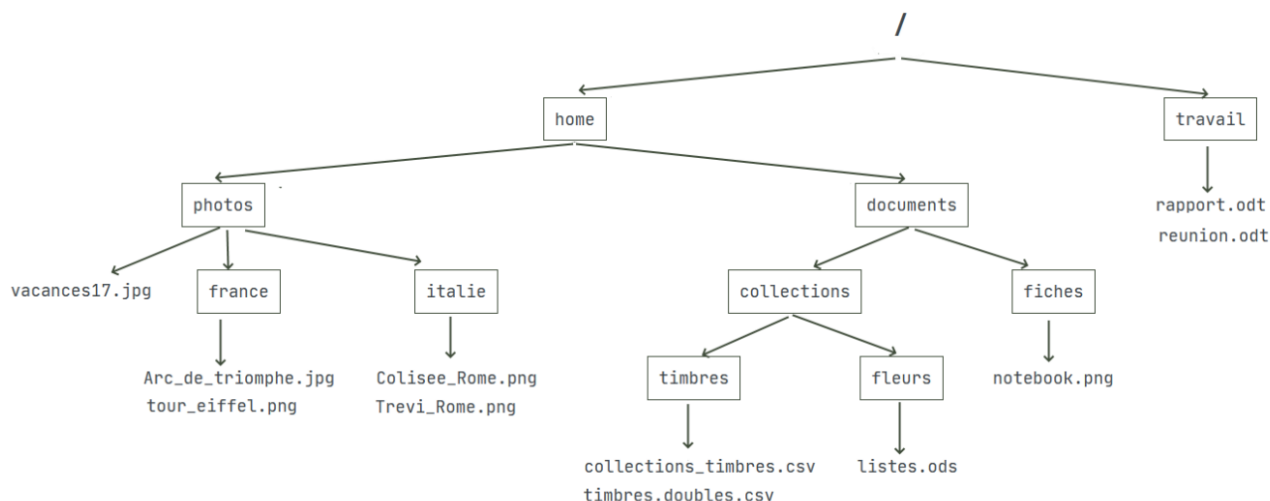 /
home
travail
photos
documents
rapport.odt
reunion.odt
vacances17.jpg
france
italie
collections
fiches
Arc_de_triomphe.jpg
tour_eiffel.png
Colisee_Rome.png
Trevi_Rome.png
timbres
fleurs
notebook.png
collections_timbres.csv
timbres.doubles.csv
listes.ods